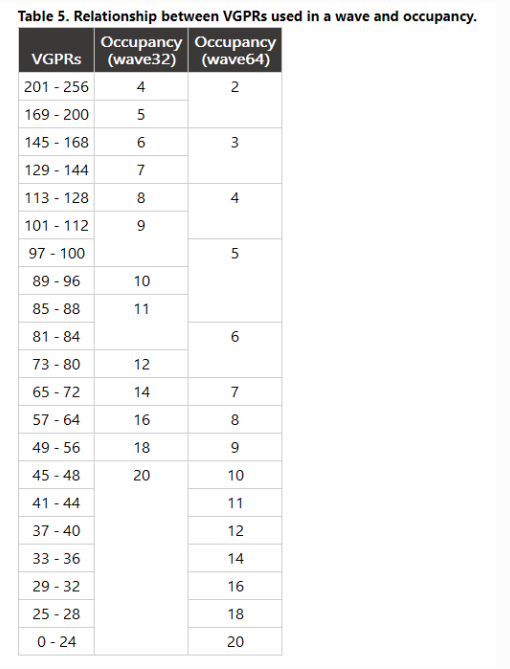 Table 5. Relationship between VGPRs used in a wave and occupancy.
VGPRs Occupancy (wave32) Occupancy (wave64)
201 - 256 4 2
169 - 200 5
145 - 168 6 3
129 - 144 7
113 - 128 8 4
101 - 112 9
97 - 100 5
89 - 96 10
85 - 88 11
81 - 84 6
73 - 80 12
65 - 72 14 7
57 - 64 16 8
49 - 56 18 9
45 - 48 20 10
41 - 44 11
37 - 40 12
33 - 36 14
29 - 32 16
25 - 28 18
0 - 24 20